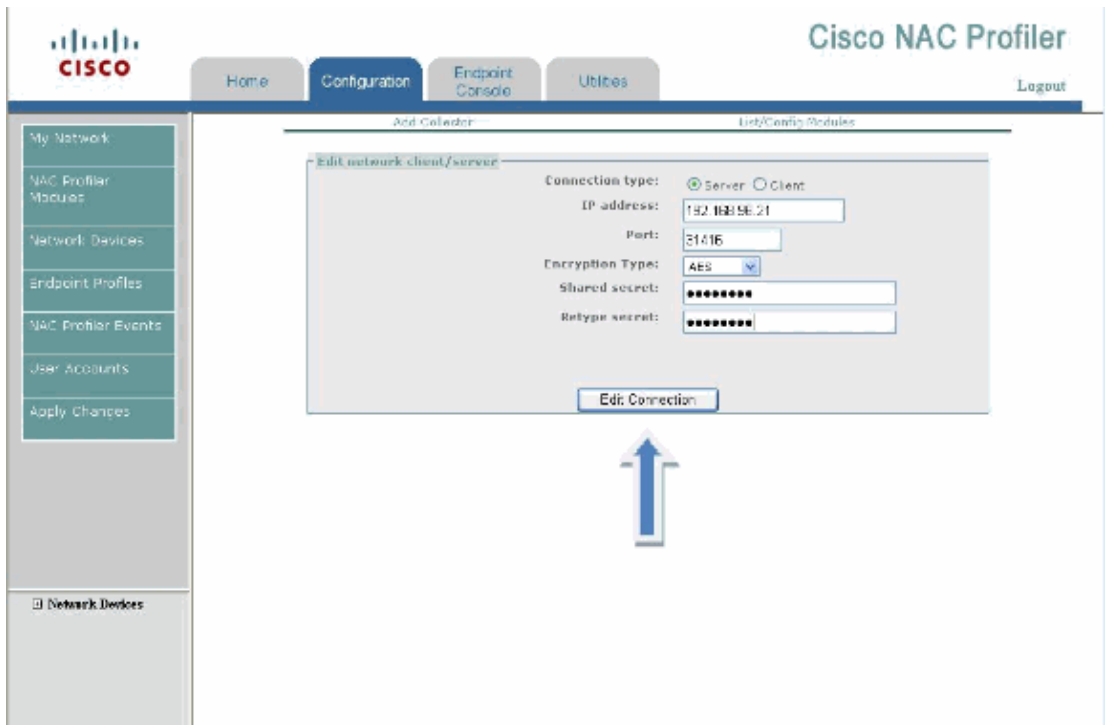 CISCO
Cisco NAC Profiler
Home
Configuration
Endpoint
Console
Utilities
Logout
Add Collector
List/Config Modules
My Network
NAC Profiler
Modules
Network Devices
Endpoint Profiles
NAC Profiler Events
User Accounts
Apply Changes
Edit network client/server
Connection type:
Server
Client
IP address:
192.168.96.21
Port:
31416
Encryption Type:
AES
Shared secret:
Retype secret:
Edit Connection
Network Devices